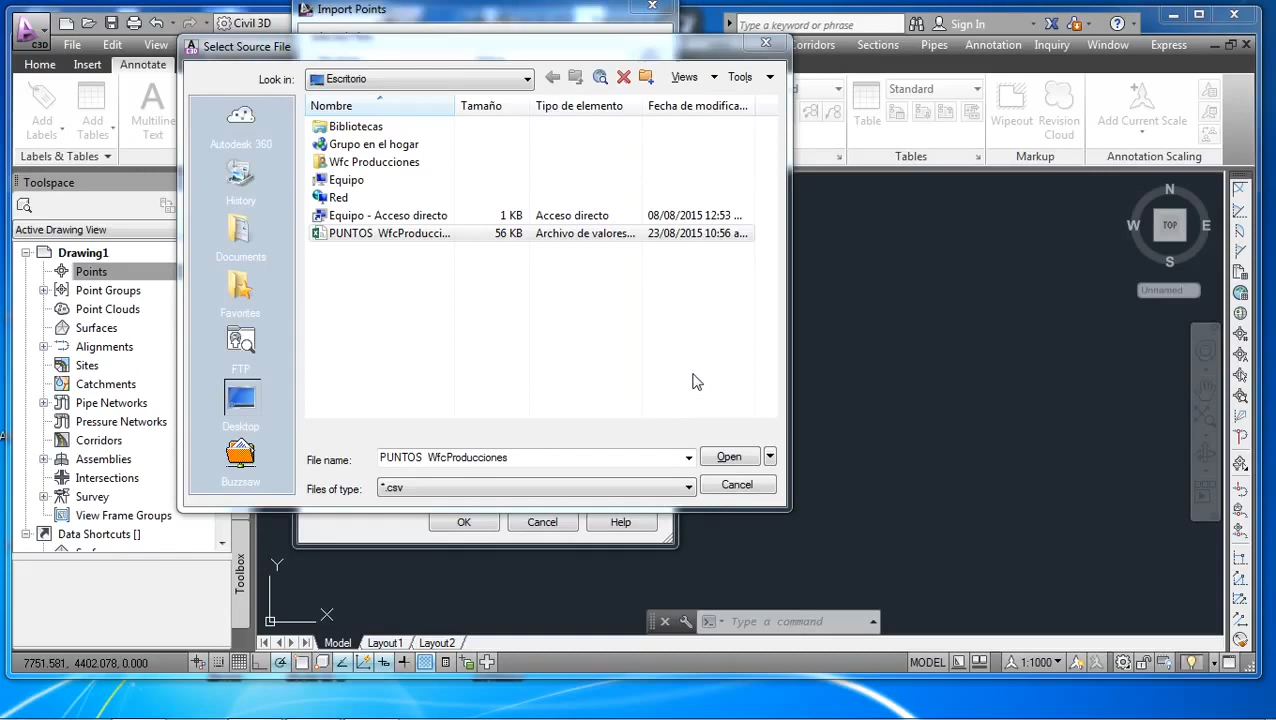 Import Points
C3D
Civil 3D
Type a keyword or phrase
Sign In
File
Edit
View
Select Source File
Corridors
Sections
Pipes
Annotation
Inquiry
Window
Express
Home
Insert
Annotate
Look in:
Escritorio
Views
Tools
Nombre
Tamaño
Tipo de elemento
Fecha de modifica...
Bibliotecas
Grupo en el hogar
Wfc Producciones
Equipo
Red
Equipo - Acceso directo
1 KB
Acceso directo
08/08/2015 12:53 ...
PUNTOS WfcProducci...
56 KB
Archivo de valores...
23/08/2015 10:56 a...
Autodesk 360
History
Documents
Favorites
FTP
Desktop
Buzzsaw
File name:
PUNTOS WfcProducciones
Open
Files of type:
*.csv
Cancel
OK
Cancel
Help
Add
Labels
Add
Tables
Multiline
Text
Labels & Tables
Standard
Table
Tables
Wipeout
Revision
Cloud
Markup
Add Current Scale
Annotation Scaling
Toolspace
Active Drawing View
Drawing1
Points
Point Groups
Point Clouds
Surfaces
Alignments
Sites
Catchments
Pipe Networks
Pressure Networks
Corridors
Assemblies
Intersections
Survey
View Frame Groups
Data Shortcuts []
Toolbox
N
W
TOP
E
S
Unnamed
Y
X
Type a command
Model
Layout1
Layout2
7751.581, 4402.078, 0.000
MODEL
1:1000